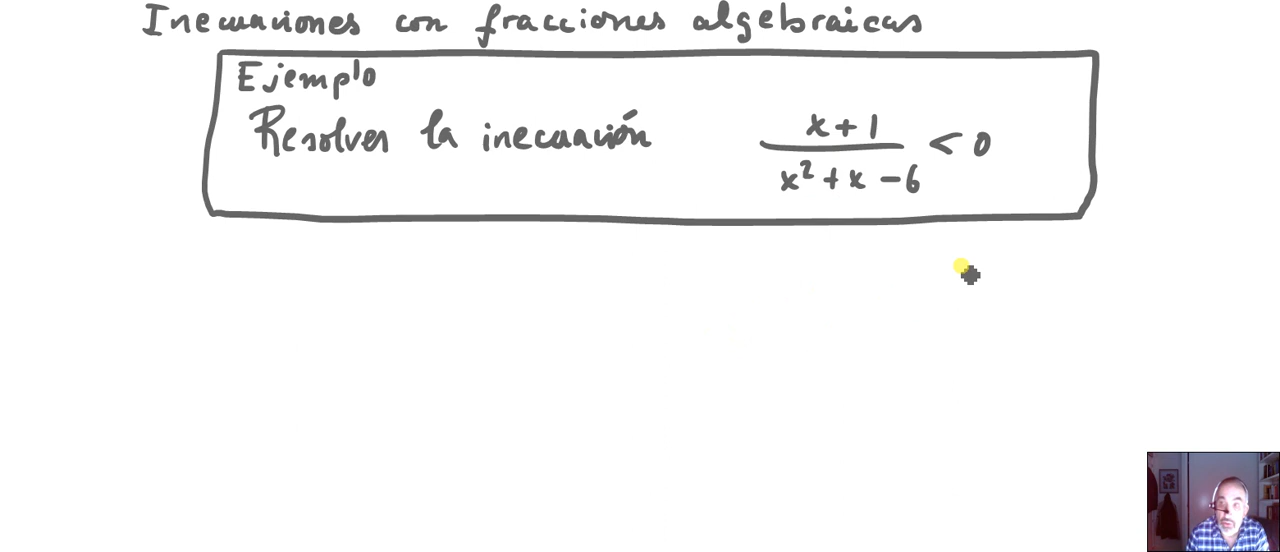 Inecuaciones con fracciones algebraicas
Ejemplo
Resolver la inecuación x+1 / x²+x-6 < 0